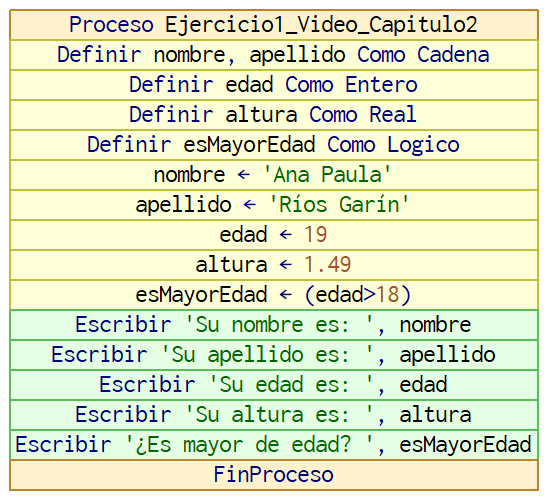 Proceso Ejercicio1_Video_Capitulo2
Definir nombre, apellido Como Cadena
Definir edad Como Entero
Definir altura Como Real
Definir esMayorEdad Como Logico
nombre ← 'Ana Paula'
apellido ← 'Ríos Garín'
edad ← 19
altura ← 1.49
esMayorEdad ← (edad>18)
Escribir 'Su nombre es: ', nombre
Escribir 'Su apellido es: ', apellido
Escribir 'Su edad es: ', edad
Escribir 'Su altura es: ', altura
Escribir '¿Es mayor de edad? ', esMayorEdad
FinProceso